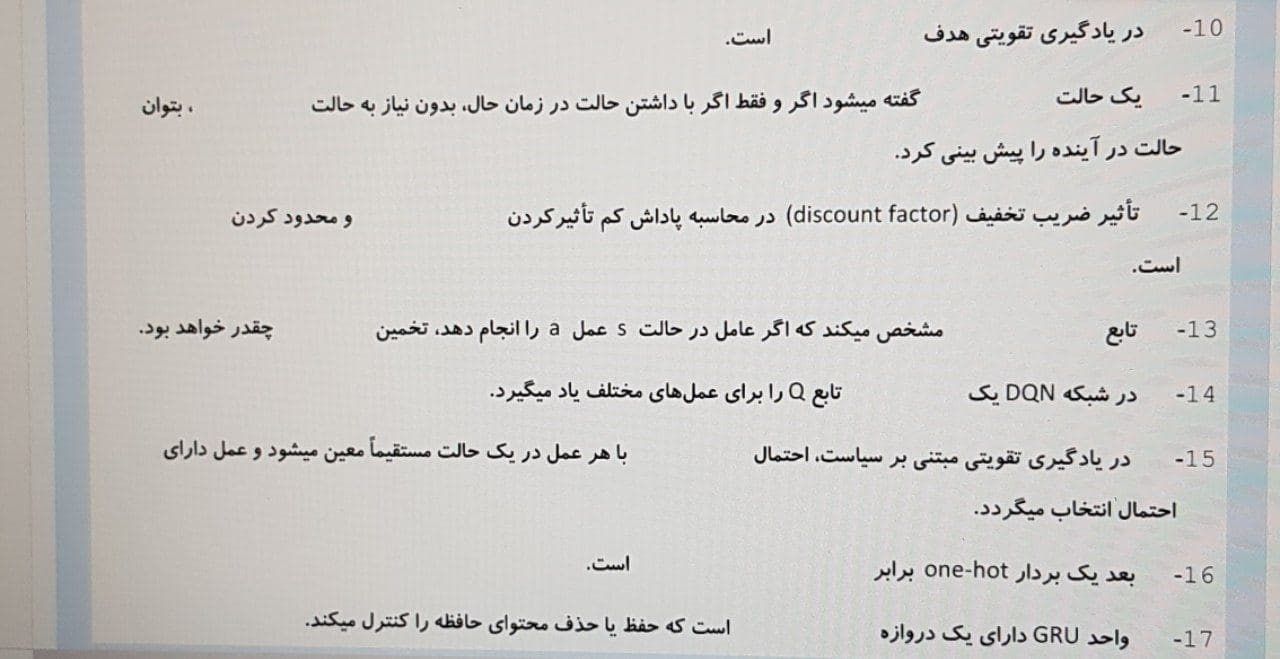 10- در یادگیری تقویتی هدف است.
11- یک حالت گفته میشود اگر و فقط اگر با داشتن حالت در زمان حال، بدون نیاز به حالت ، بتوان
حالت در آینده را پیش بینی کرد.
12- تأثیر ضریب تخفیف (discount factor) در محاسبه پاداش کم تأثیرکردن و محدود کردن
است.
13- تابع مشخص میکند که اگر عامل در حالت s عمل a را انجام دهد، تخمین چقدر خواهد بود.
14- در شبکه DQN یک تابع Q را برای عمل‌های مختلف یاد میگیرد.
15- در یادگیری تقویتی مبتنی بر سیاست، احتمال با هر عمل در یک حالت مستقیماً معین میشود و عمل دارای
احتمال انتخاب میگردد.
16- بعد یک بردار one-hot برابر است.
17- واحد GRU دارای یک دروازه است که حفظ یا حذف محتوای حافظه را کنترل میکند.